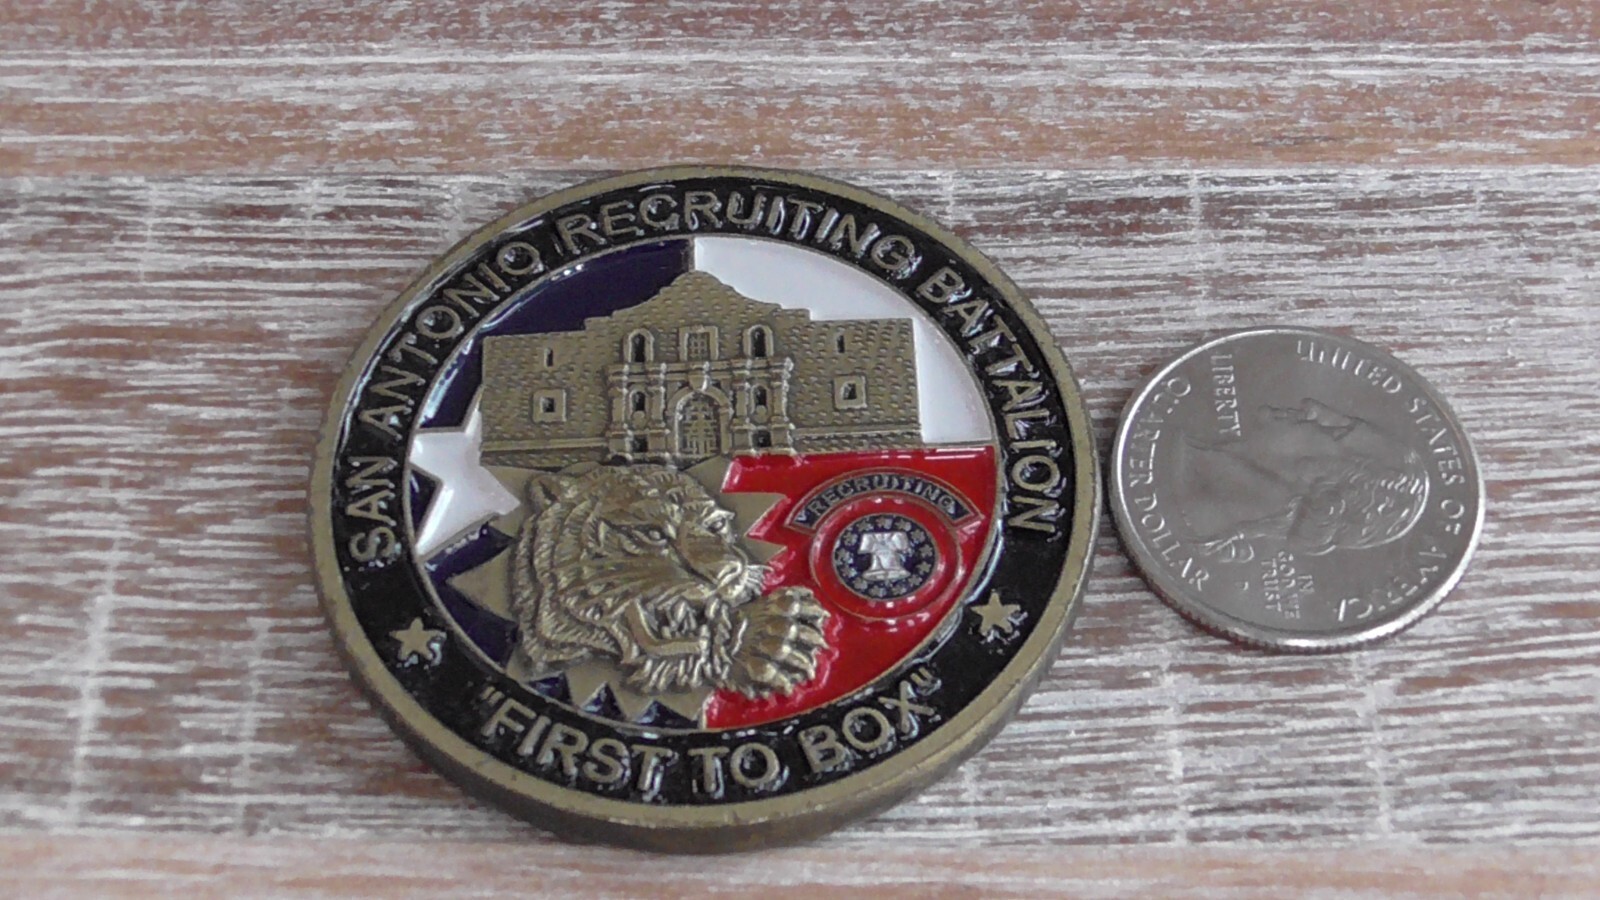 SAN ANTONIO RECRUITING BATTALION
RECRUITING
"FIRST TO BOX"
UNITED STATES OF AMERICA
LIBERTY
IN
GOD WE
TRUST
P
QUARTER DOLLAR